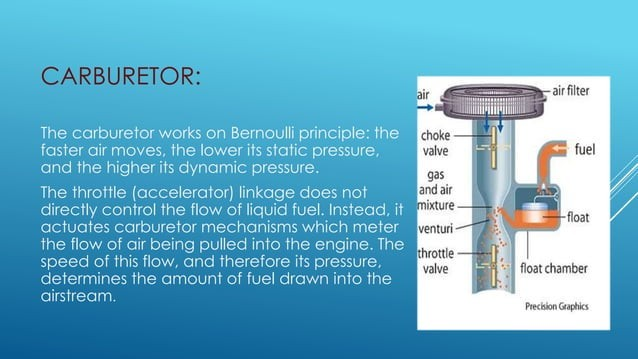 CARBURETOR:
The carburetor works on Bernoulli principle: the
faster air moves, the lower its static pressure,
and the higher its dynamic pressure.
The throttle (accelerator) linkage does not
directly control the flow of liquid fuel. Instead, it
actuates carburetor mechanisms which meter
the flow of air being pulled into the engine. The
speed of this flow, and therefore its pressure,
determines the amount of fuel drawn into the
airstream.
air
air filter
choke
valve
fuel
gas
and air
mixture
float
venturi
throttle
valve
float chamber
Precision Graphics